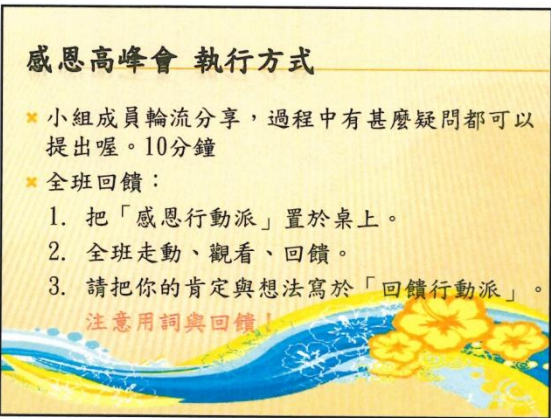 感恩高峰會 執行方式
小組成員輪流分享，過程中有甚麼疑問都可以
提出喔。10分鐘
全班回饋：
1. 把「感恩行動派」置於桌上。
2. 全班走動、觀看、回饋。
3. 請把你的肯定與想法寫於「回饋行動派」。
注意用詞與回饋！